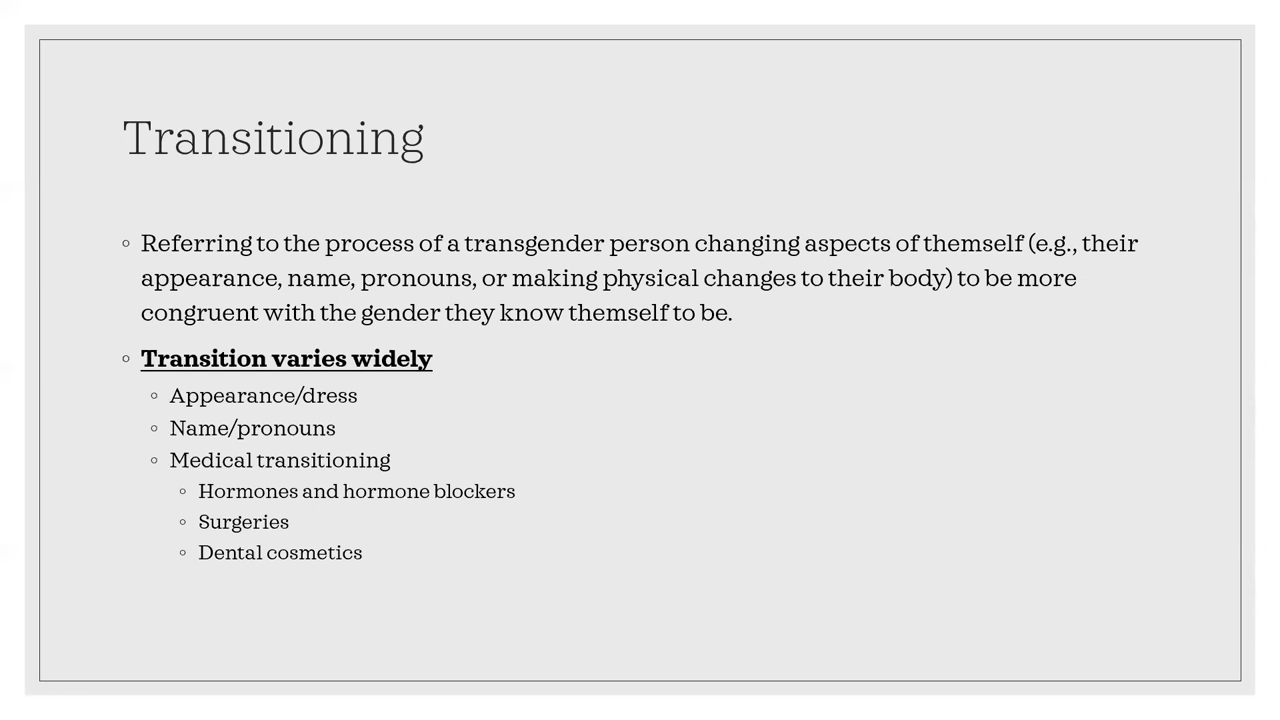 Transitioning
Referring to the process of a transgender person changing aspects of themself (e.g., their
appearance, name, pronouns, or making physical changes to their body) to be more
congruent with the gender they know themself to be.
Transition varies widely
Appearance/dress
Name/pronouns
Medical transitioning
Hormones and hormone blockers
Surgeries
Dental cosmetics